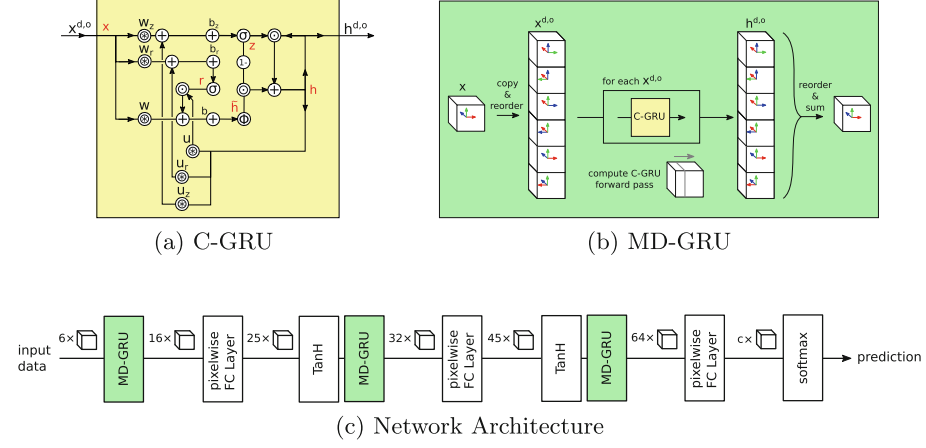 x^{d,o} x w_z b_z σ z h^{d,o}
w_r b_r 1-
r σ h
w b h̃ ϕ
u
u_r
u_z
(a) C-GRU
x^{d,o} h^{d,o}
x
copy
&
reorder
for each x^{d,o}
C-GRU
compute C-GRU
forward pass
reorder
&
sum
(b) MD-GRU
input
data
6×
MD-GRU
16×
pixelwise
FC Layer
25×
TanH
MD-GRU
32×
pixelwise
FC Layer
45×
TanH
MD-GRU
64×
pixelwise
FC Layer
c×
softmax
prediction
(c) Network Architecture